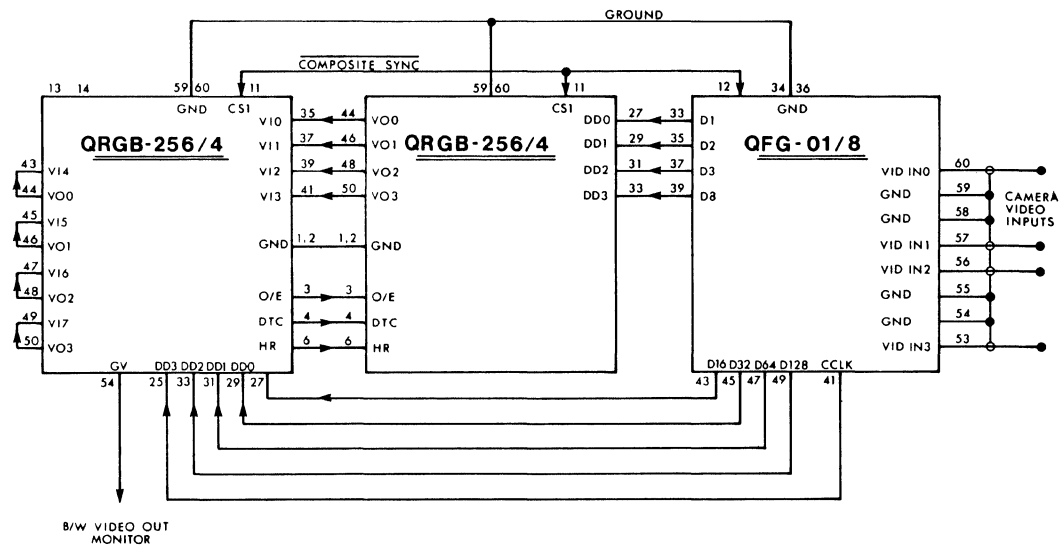 GROUND
COMPOSITE SYNC
13 14 59 60 11 59 60 11 12 34 36
GND CS1 GND CS1 GND
QRGB-256/4 QRGB-256/4 QFG-01/8
VI0 35 44 VO0 DD0 27 33 D1
VI1 37 46 VO1 DD1 29 35 D2
VI2 39 48 VO2 DD2 31 37 D3
VI3 41 50 VO3 DD3 33 39 D8
GND 1,2 1,2 GND
O/E 3 3 O/E
DTC 4 4 DTC
HR 6 6 HR
43 VI4
44 VO0
45 VI5
46 VO1
47 VI6
48 VO2
49 VI7
50 VO3
VID IN0 60
GND 59
GND 58
VID IN1 57
VID IN2 56
GND 55
GND 54
VID IN3 53
CAMERA
VIDEO
INPUTS
GV DD3 DD2 DD1 DD0
54 25 33 31 29 27
D16 D32 D64 D128 CCLK
43 45 47 49 41
B/W VIDEO OUT
MONITOR